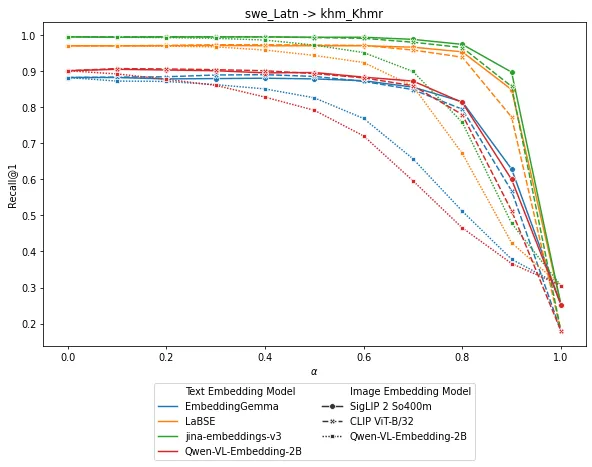 swe_Latn -> khm_Khmr
Recall@1
1.0
0.9
0.8
0.7
0.6
0.5
0.4
0.3
0.2
0.0 0.2 0.4 0.6 0.8 1.0
α
Text Embedding Model Image Embedding Model
EmbeddingGemma SigLIP 2 So400m
LaBSE CLIP ViT-B/32
jina-embeddings-v3 Qwen-VL-Embedding-2B
Qwen-VL-Embedding-2B